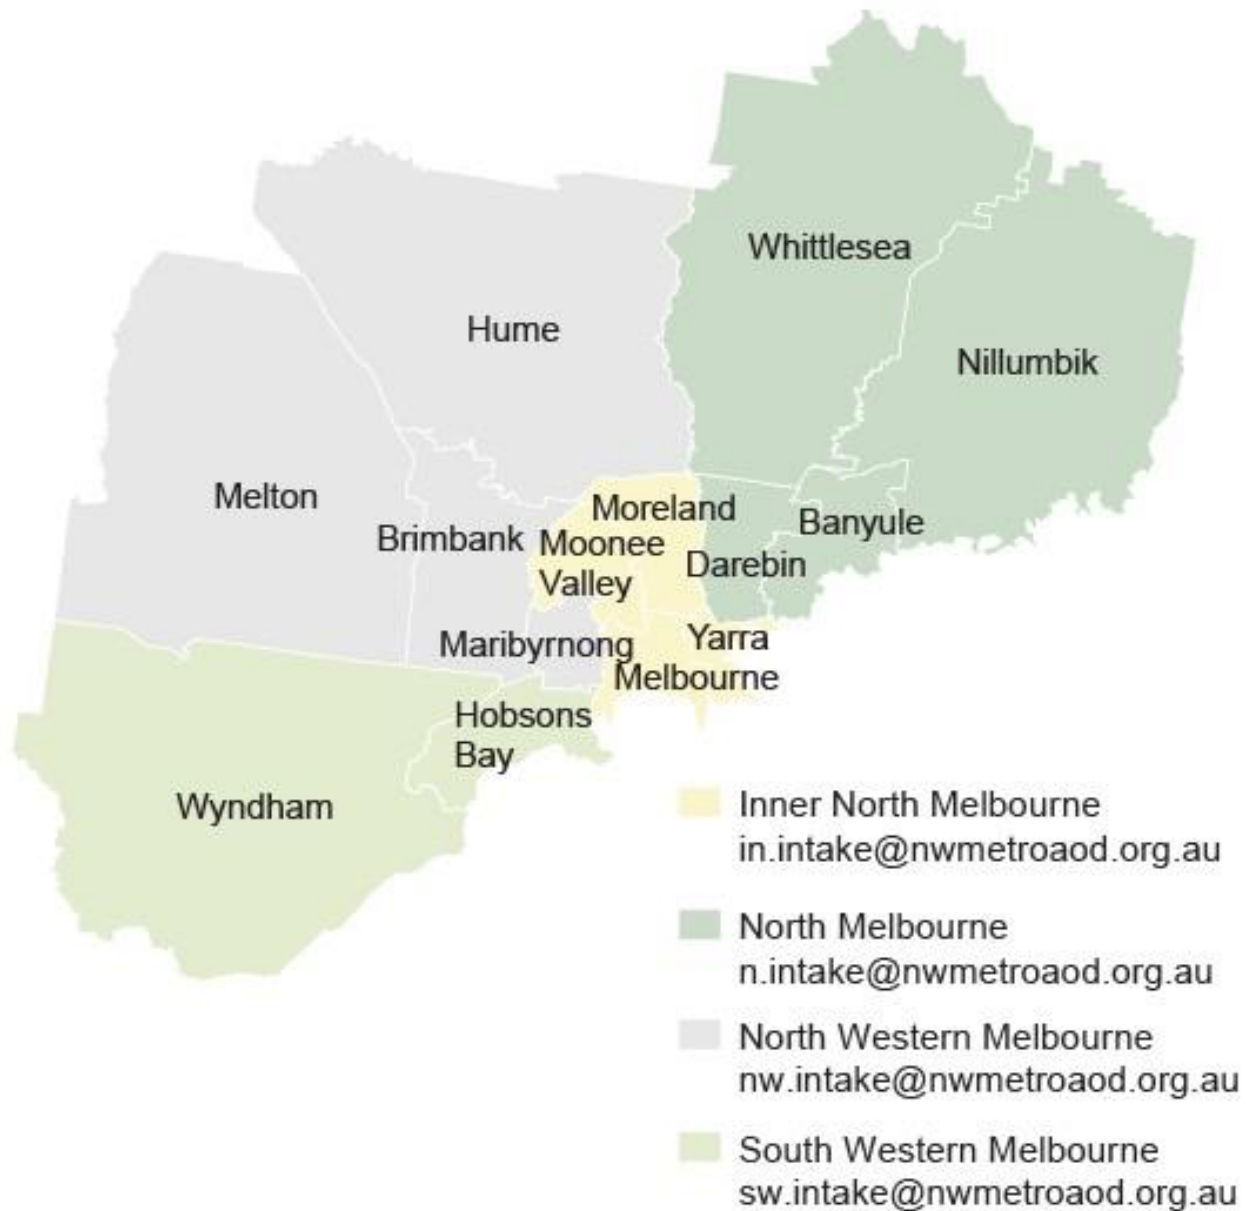 Whittlesea
Hume
Nillumbik
Melton
Moreland
Banyule
Brimbank
Moonee
Valley
Darebin
Maribyrnong
Yarra
Melbourne
Hobsons
Bay
Wyndham
Inner North Melbourne
in.intake@nwmetroaod.org.au
North Melbourne
n.intake@nwmetroaod.org.au
North Western Melbourne
nw.intake@nwmetroaod.org.au
South Western Melbourne
sw.intake@nwmetroaod.org.au